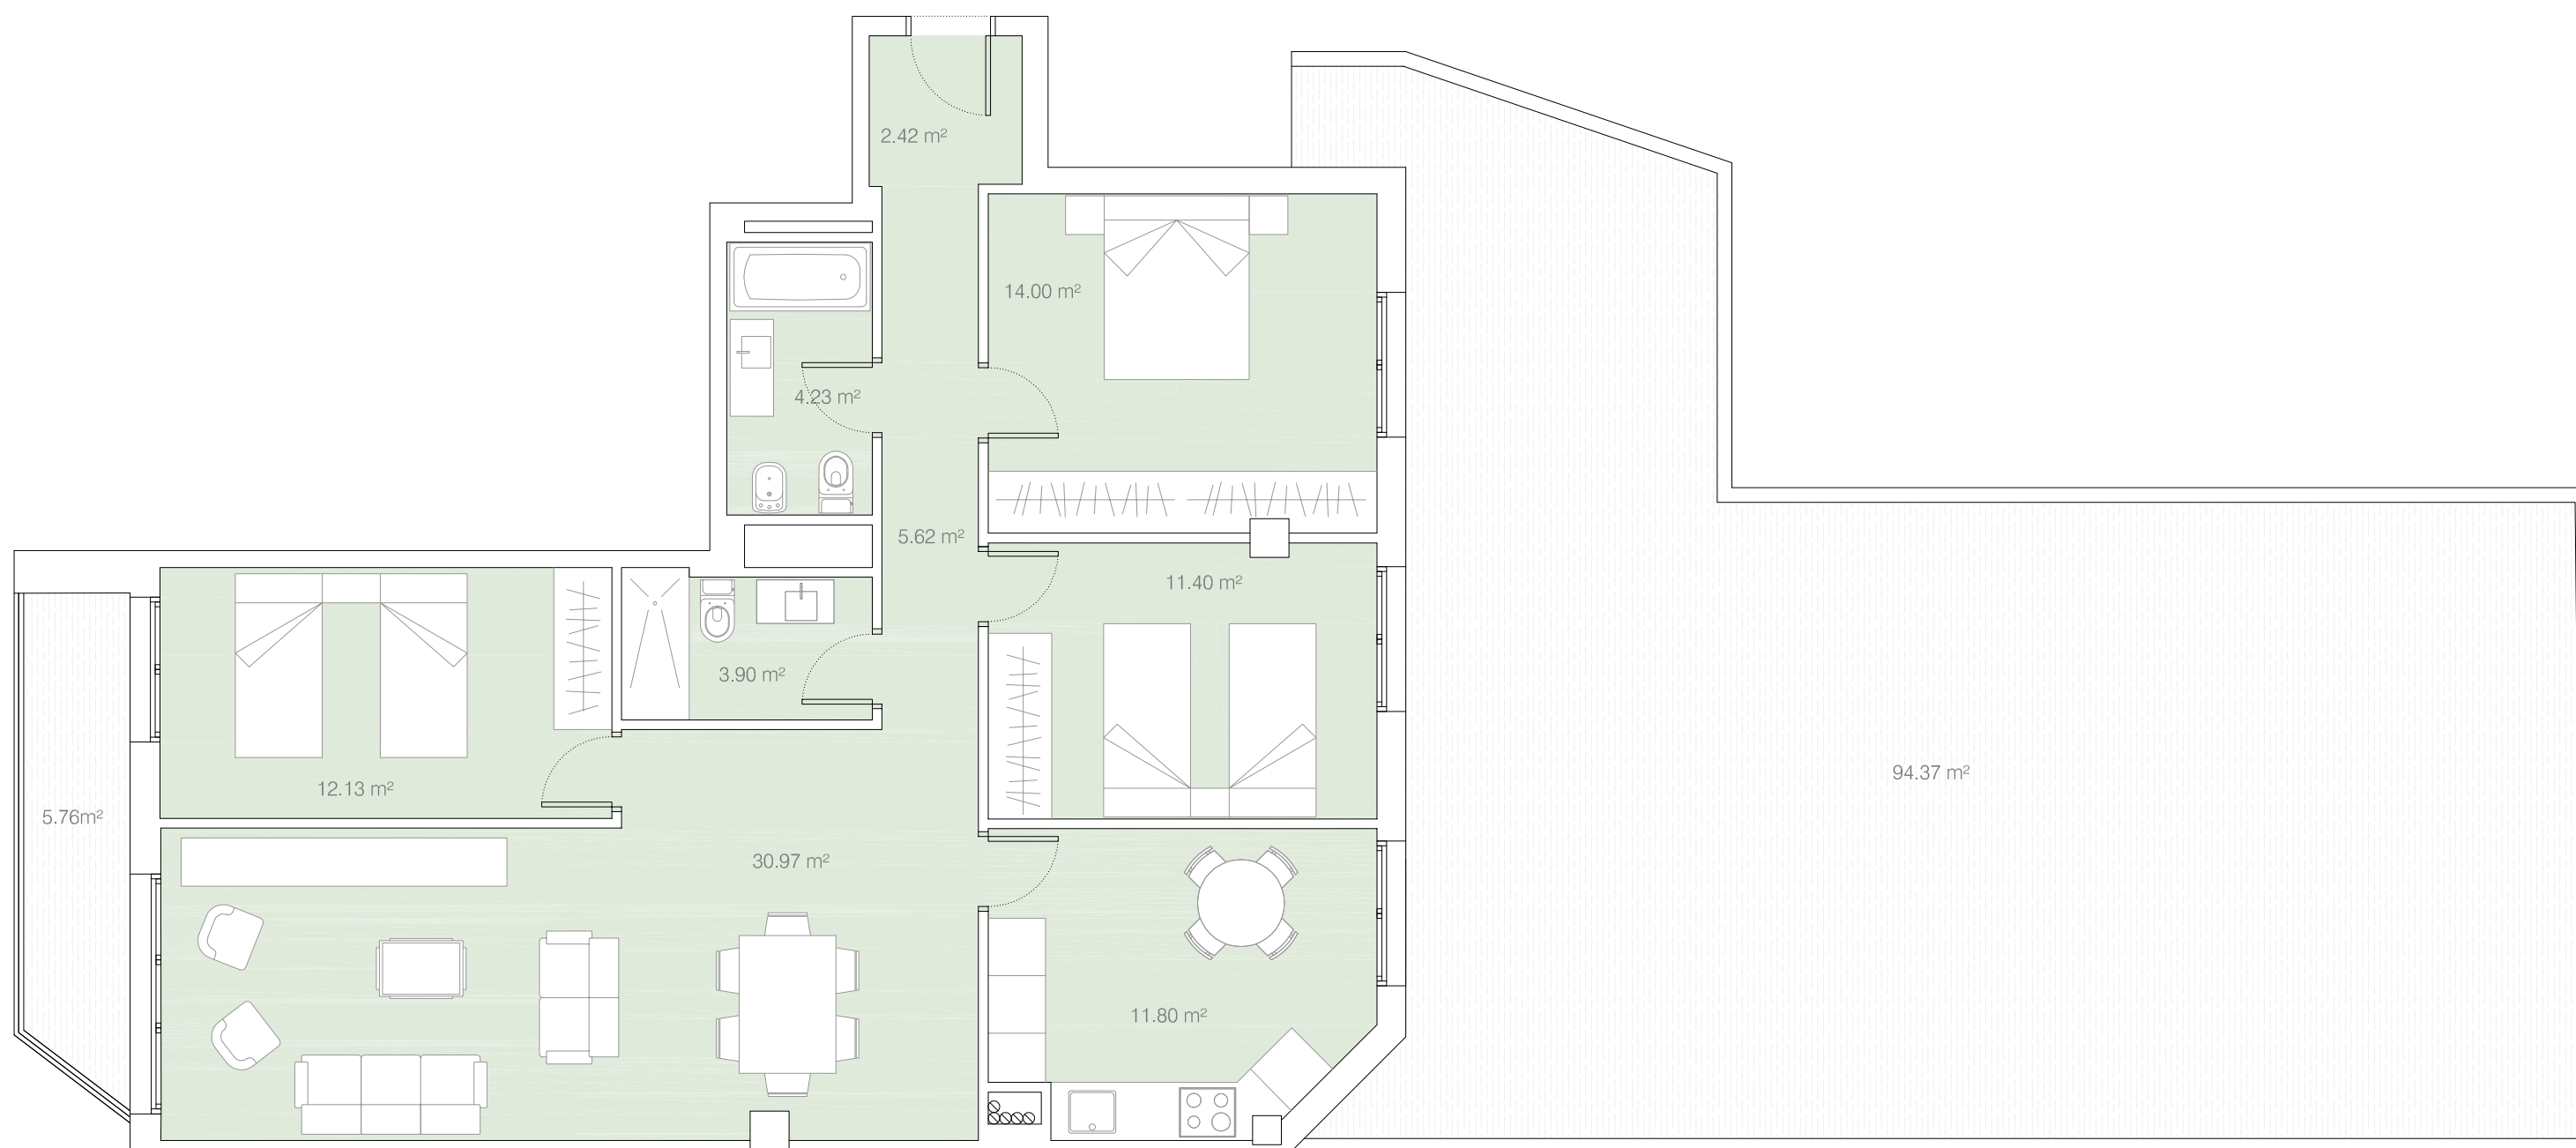 2.42 m²
14.00 m²
4.23 m²
5.62 m²
11.40 m²
3.90 m²
94.37 m²
12.13 m²
5.76m²
30.97 m²
11.80 m²